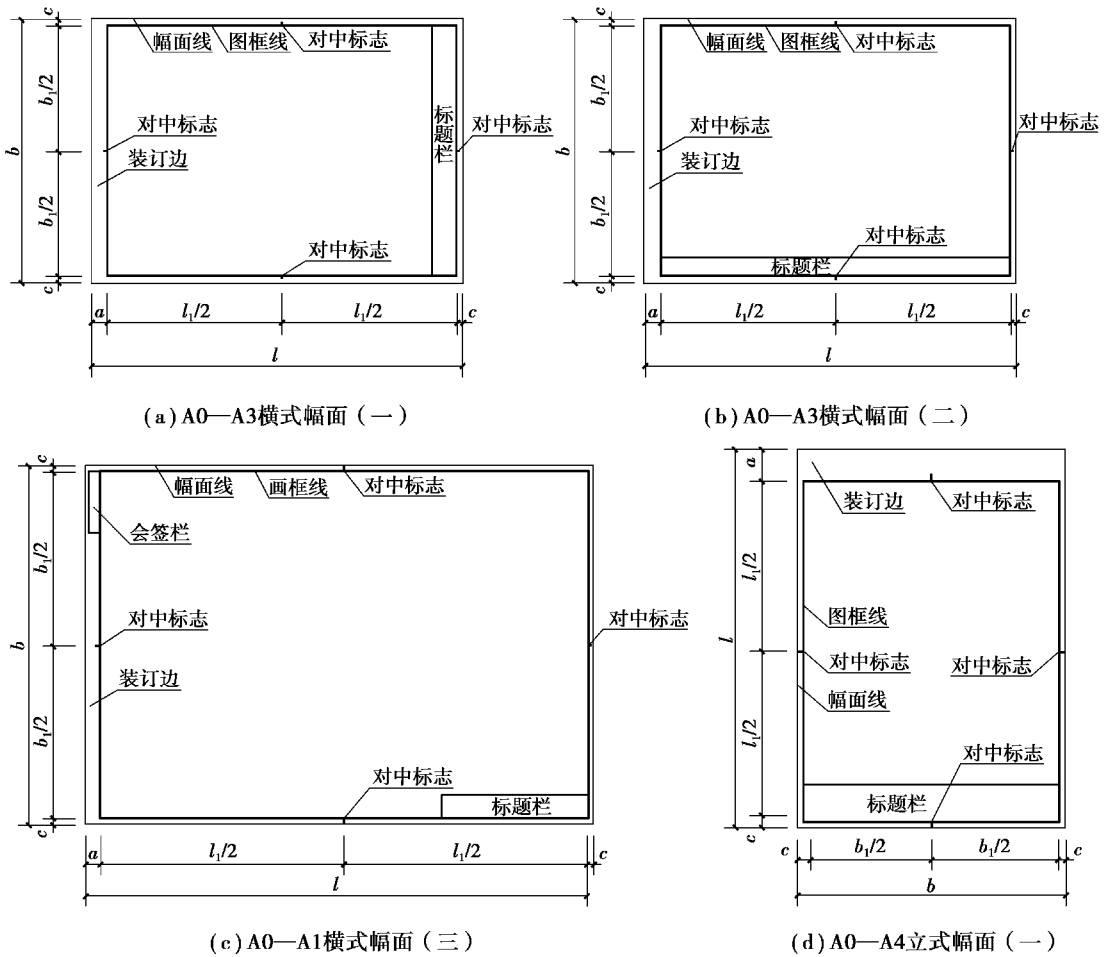 c
幅面线 图框线 对中标志
b₁/2
对中标志
标题栏
对中标志
b
装订边
b₁/2
对中标志
c
a l₁/2 l₁/2 c
l
(a)A0—A3横式幅面(一)
c
幅面线 图框线 对中标志
b₁/2
对中标志
对中标志
b
装订边
b₁/2
对中标志
标题栏
c
a l₁/2 l₁/2 c
l
(b)A0—A3横式幅面(二)
c
幅面线 画框线 对中标志
会签栏
b₁/2
对中标志
对中标志
b
装订边
b₁/2
对中标志
标题栏
c
a l₁/2 l₁/2 c
l
(c)A0—A1横式幅面(三)
a
装订边 对中标志
l₁/2
图框线
l
对中标志 对中标志
幅面线
l₁/2
对中标志
标题栏
c
c b₁/2 b₁/2 c
b
(d)A0—A4立式幅面(一)